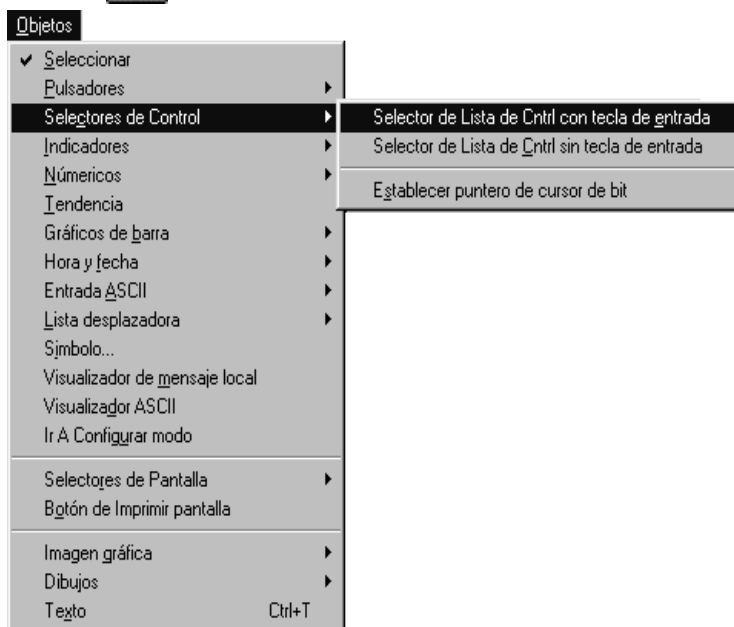 Objetos
Seleccionar
Pulsadores
Selectores de Control
Selector de Lista de Cntrl con tecla de entrada
Indicadores
Selector de Lista de Cntrl sin tecla de entrada
Númericos
Establecer puntero de cursor de bit
Tendencia
Gráficos de barra
Hora y fecha
Entrada ASCII
Lista desplazadora
Símbolo...
Visualizador de mensaje local
Visualizador ASCII
Ir A Configurar modo
Selectores de Pantalla
Botón de Imprimir pantalla
Imagen gráfica
Dibujos
Texto Ctrl+T